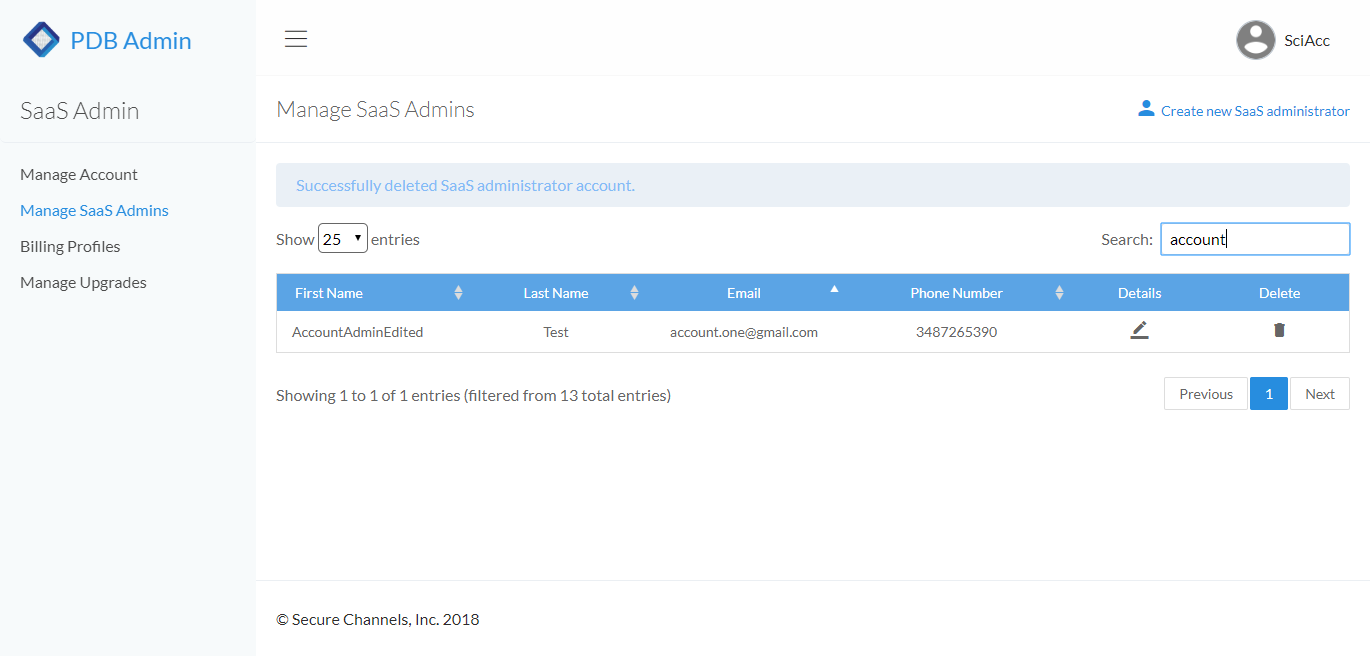 PDB Admin
SciAcc
SaaS Admin
Manage Account
Manage SaaS Admins
Billing Profiles
Manage Upgrades
Manage SaaS Admins
Create new SaaS administrator
Successfully deleted SaaS administrator account.
Show 25 entries
Search: account
First Name Last Name Email Phone Number Details Delete
AccountAdminEdited Test account.one@gmail.com 3487265390
Showing 1 to 1 of 1 entries (filtered from 13 total entries)
Previous 1 Next
© Secure Channels, Inc. 2018